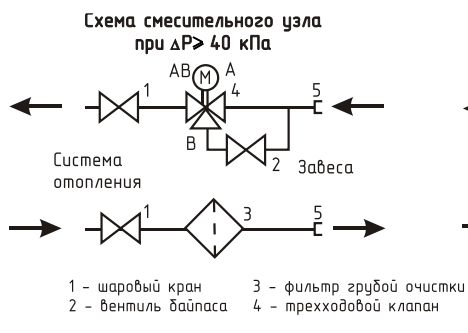 Схема смесительного узла
при ΔP≥ 40 кПа
AB M A
1 4 5
B
2
Система
отопления
Завеса
1 3 5
1 - шаровый кран 3 - фильтр грубой очистки
2 - вентиль байпаса 4 - трехходовой клапан